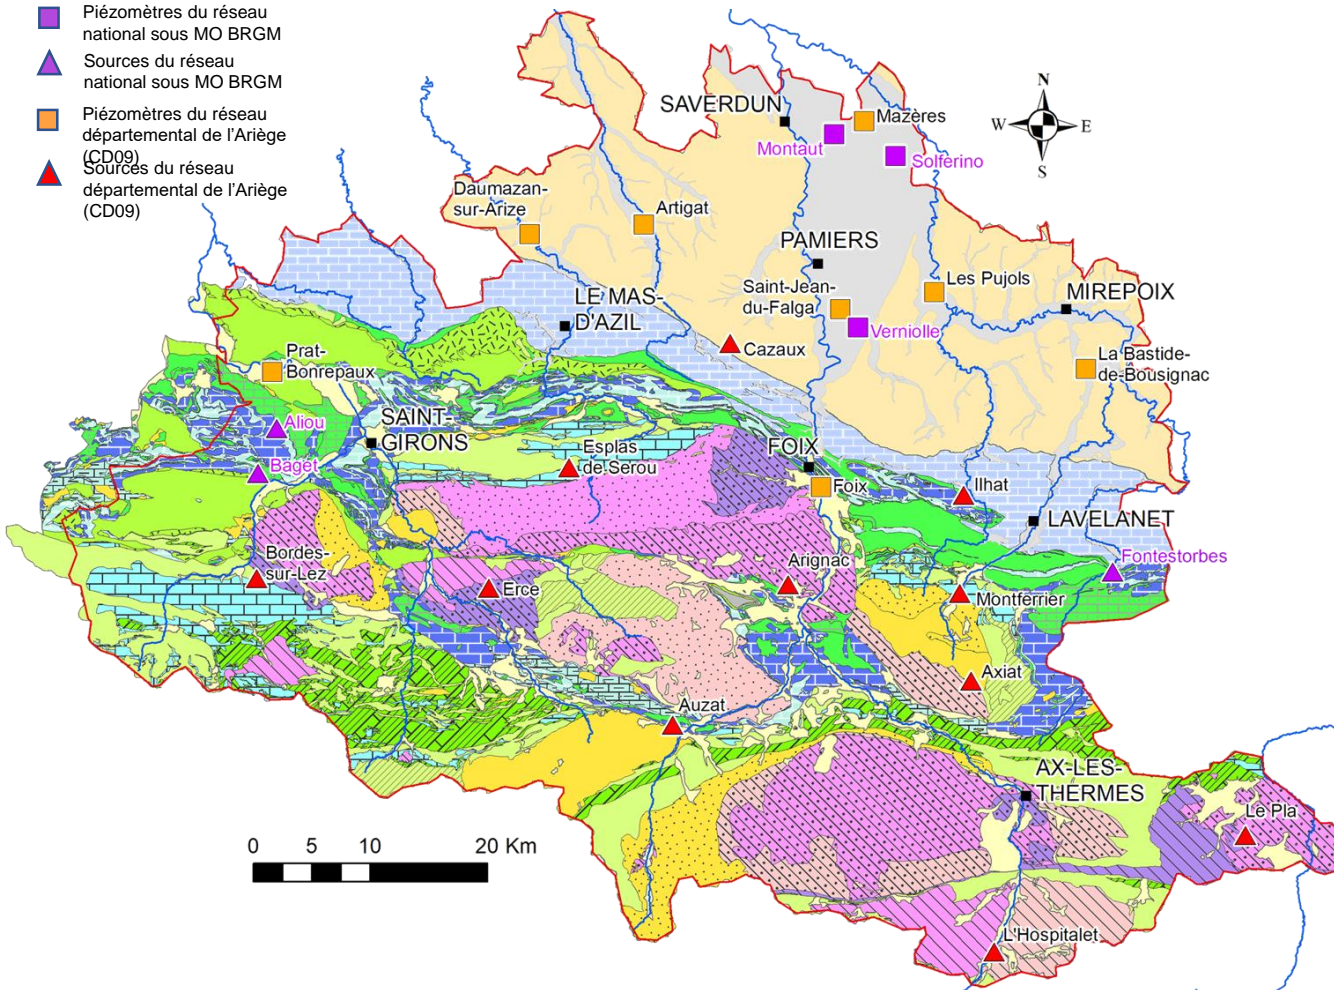 Piézomètres du réseau
national sous MO BRGM
Sources du réseau
national sous MO BRGM
Piézomètres du réseau
départemental de l'Ariège
(CD09)
Sources du réseau
départemental de l'Ariège
(CD09)
N
W
E
S
SAVERDUN
Mazères
Montaut
Solférino
Daumazan-
sur-Arize
Artigat
PAMIERS
Saint-Jean-
du-Falga
Les Pujols
MIREPOIX
LE MAS-
D'AZIL
Verniolle
Cazaux
La Bastide-
de-Bousignac
Prat-
Bonrepaux
Aliou
SAINT-
GIRONS
Baget
Esplas
de Serou
FOIX
Foix
Ilhat
LAVELANET
Fontestorbes
Bordes-
sur-Lez
Erce
Arignac
Montferrier
Axiat
Auzat
AX-LES-
THERMES
Le Pla
L'Hospitalet
0 5 10 20 Km